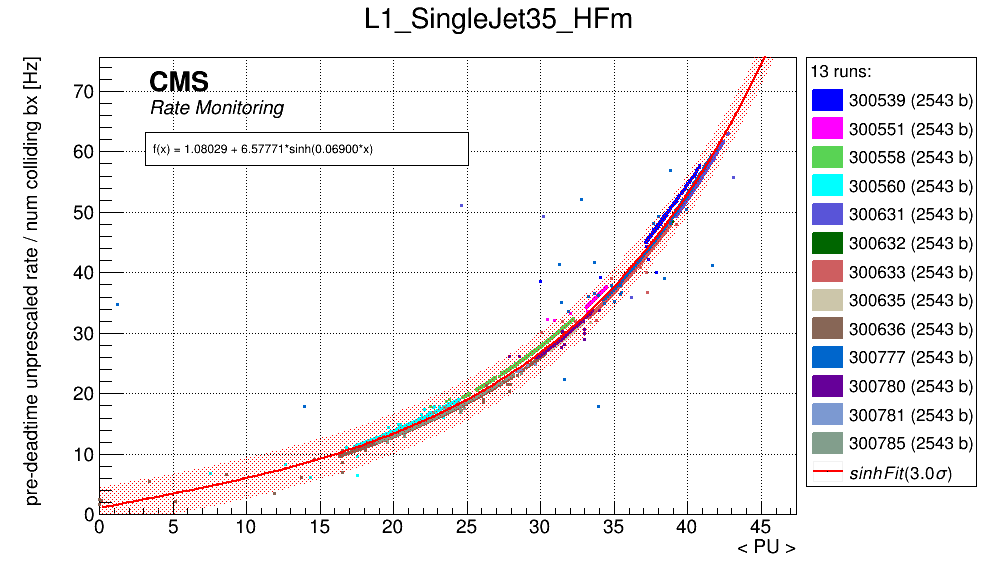 L1_SingleJet35_HFm
pre-deadtime unprescaled rate / num colliding bx [Hz]
CMS
Rate Monitoring
f(x) = 1.08029 + 6.57771*sinh(0.06900*x)
70
60
50
40
30
20
10
0
0 5 10 15 20 25 30 35 40 45
< PU >
13 runs:
300539 (2543 b)
300551 (2543 b)
300558 (2543 b)
300560 (2543 b)
300631 (2543 b)
300632 (2543 b)
300633 (2543 b)
300635 (2543 b)
300636 (2543 b)
300777 (2543 b)
300780 (2543 b)
300781 (2543 b)
300785 (2543 b)
sinhFit(3.0σ)